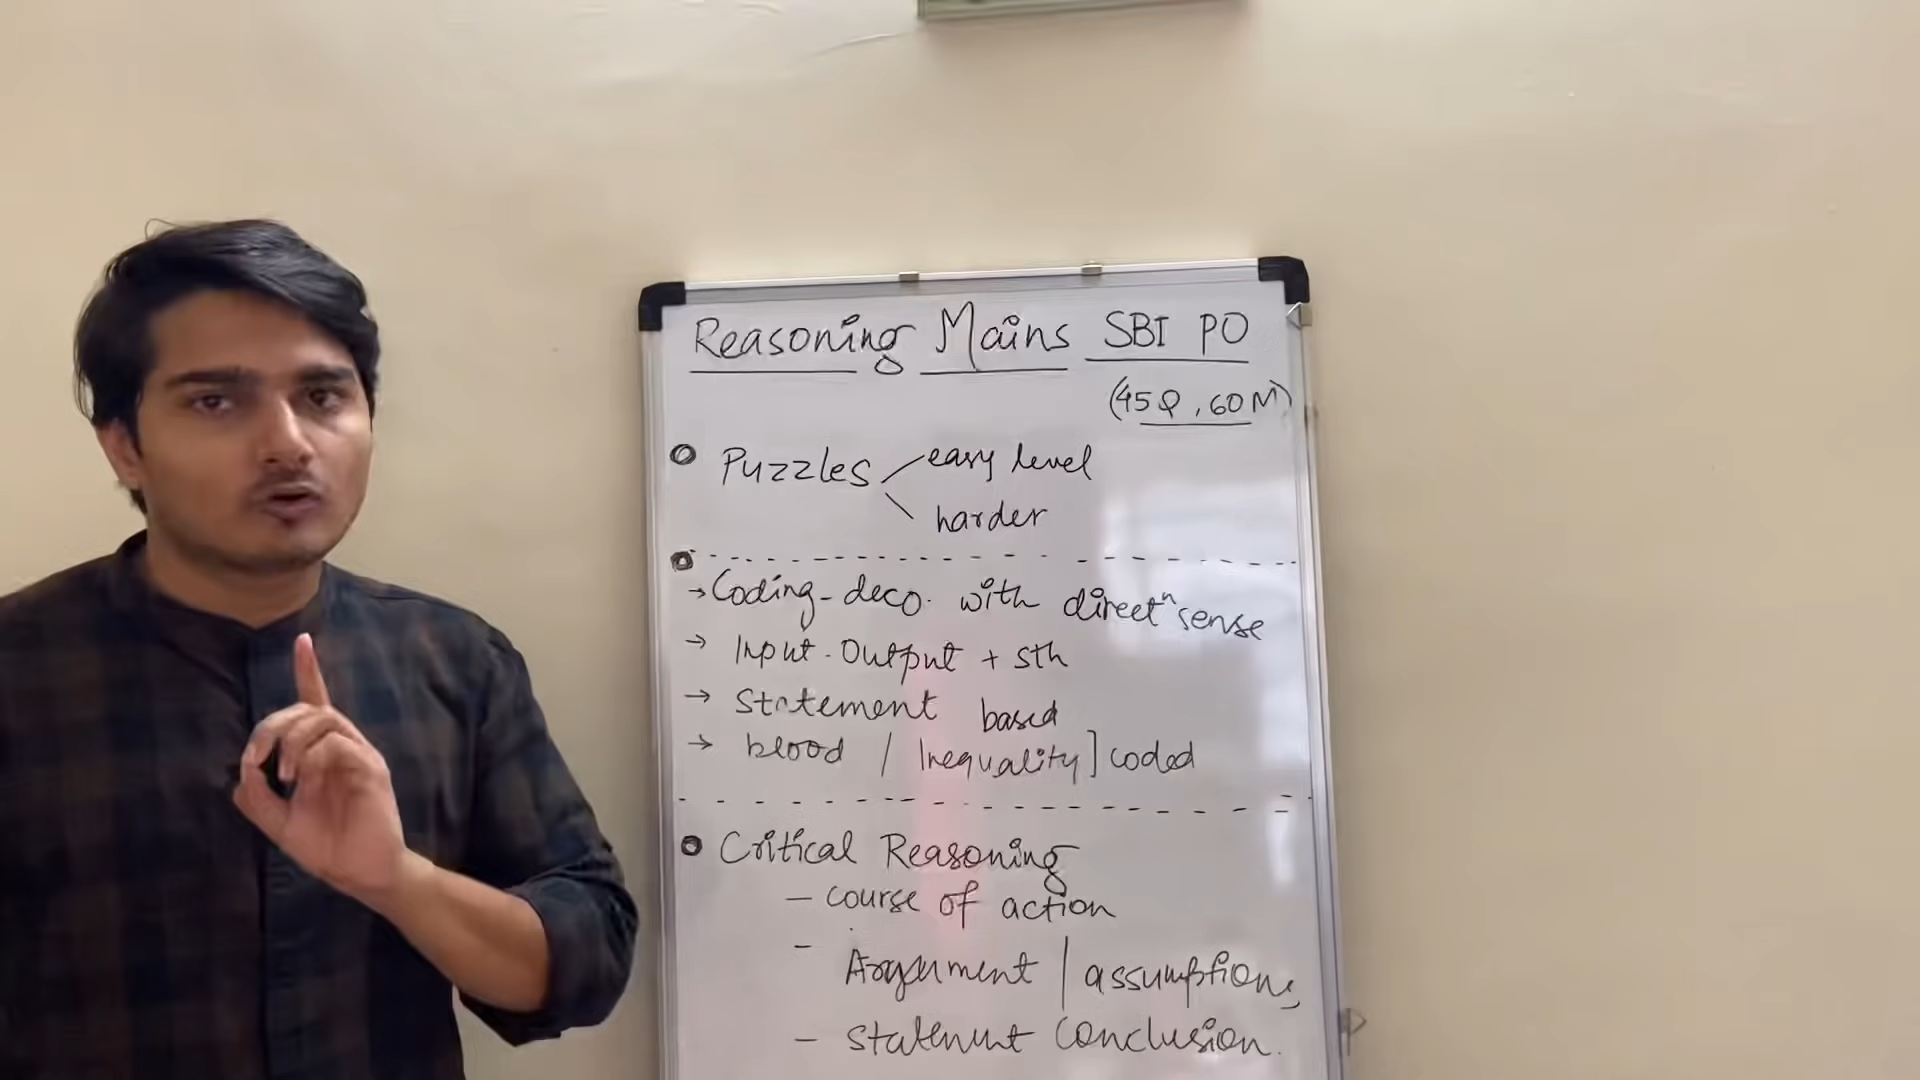 Reasoning Mains SBI PO
(45Q, 60M)
Puzzles
easy level
harder
→ Coding-deco. with directⁿ sense
→ Input-Output + sth
→ Statement based
→ blood / Inequality] coded
Critical Reasoning
- course of action
- Argument / assumptions
- Statement Conclusion.